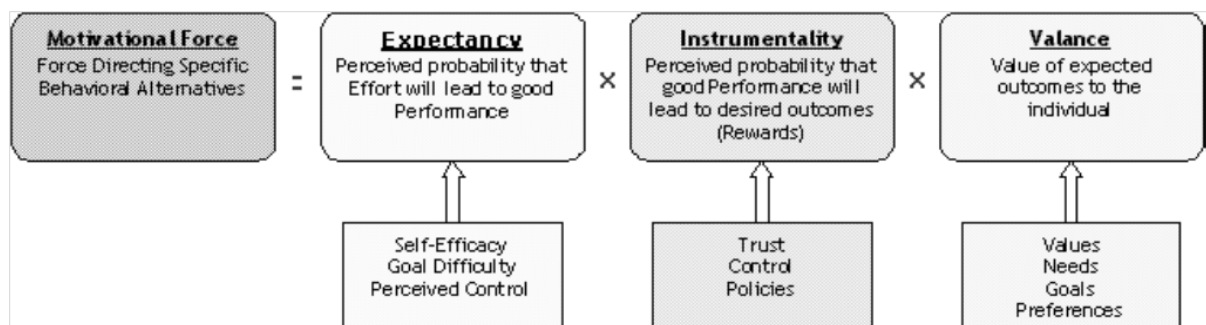 Motivational Force
Force Directing Specific
Behavioral Alternatives
=
Expectancy
Perceived probability that
Effort will lead to good
Performance
×
Instrumentality
Perceived probability that
good Performance will
lead to desired outcomes
(Rewards)
×
Valance
Value of expected
outcomes to the
individual
Self-Efficacy
Goal Difficulty
Perceived Control
Trust
Control
Policies
Values
Needs
Goals
Preferences